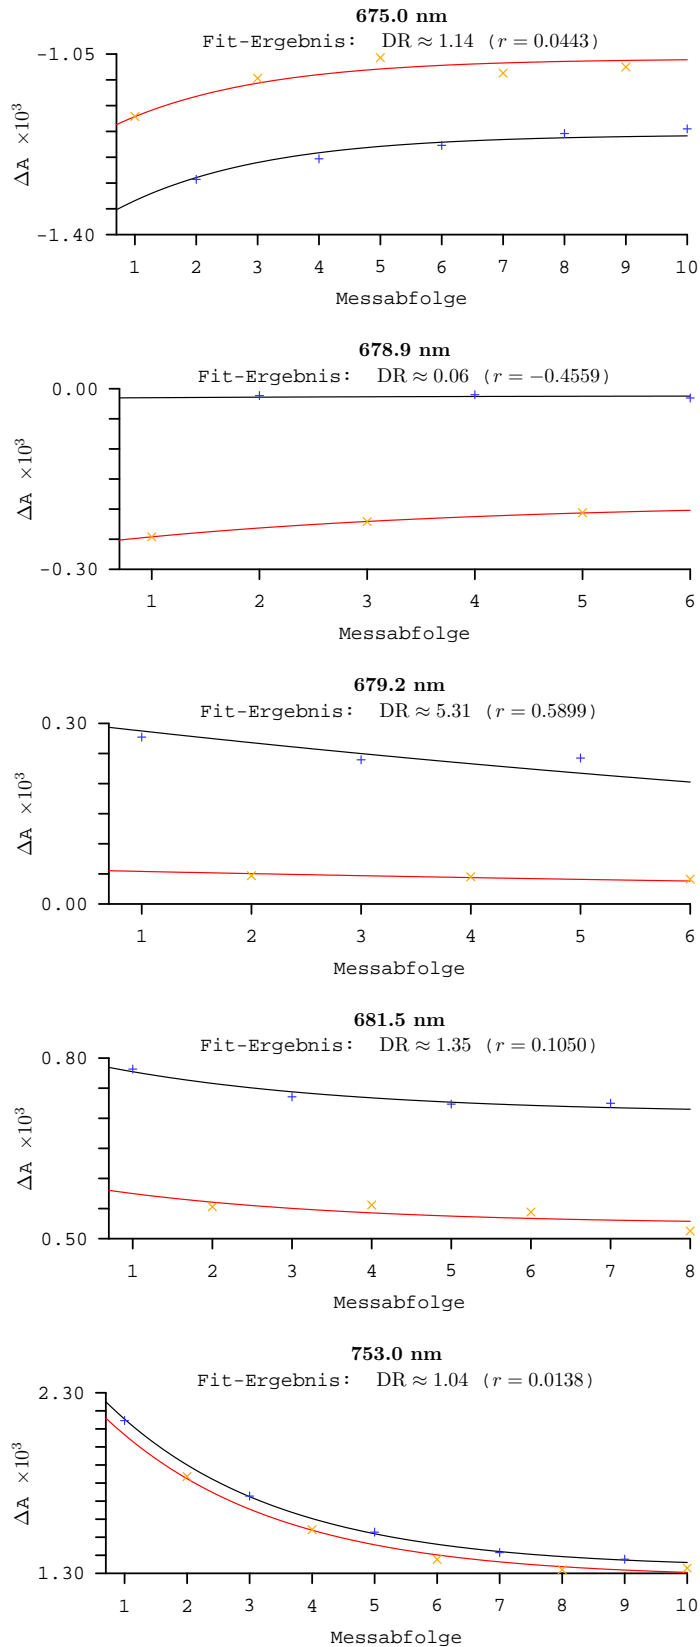 675.0 nm
Fit-Ergebnis: DR ≈ 1.14 (r = 0.0443)
-1.05
ΔA ×10³
-1.40
1 2 3 4 5 6 7 8 9 10
Messabfolge
678.9 nm
Fit-Ergebnis: DR ≈ 0.06 (r = −0.4559)
0.00
ΔA ×10³
-0.30
1 2 3 4 5 6
Messabfolge
679.2 nm
Fit-Ergebnis: DR ≈ 5.31 (r = 0.5899)
0.30
ΔA ×10³
0.00
1 2 3 4 5 6
Messabfolge
681.5 nm
Fit-Ergebnis: DR ≈ 1.35 (r = 0.1050)
0.80
ΔA ×10³
0.50
1 2 3 4 5 6 7 8
Messabfolge
753.0 nm
Fit-Ergebnis: DR ≈ 1.04 (r = 0.0138)
2.30
ΔA ×10³
1.30
1 2 3 4 5 6 7 8 9 10
Messabfolge